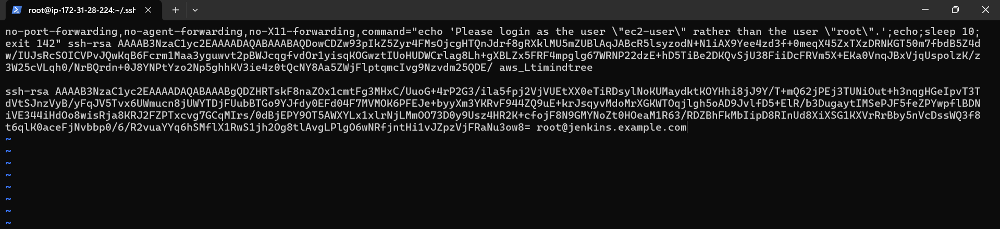 root@ip-172-31-28-224:~/.ssh
no-port-forwarding,no-agent-forwarding,no-X11-forwarding,command="echo 'Please login as the user \"ec2-user\" rather than the user \"root\".';echo;sleep 10;
exit 142" ssh-rsa AAAAB3NzaC1yc2EAAAADAQABAAABAQDowCDZw93pIkZ5Zyr4FMsOjcgHTQnJdrf8gRXklMU5mZUBlAqJABcR5lsyzodN+N1iAX9Yee4zd3f+0meqX45ZxTXzDRNKGT50m7fbdB5Z4d
w/IUJsRcSOICVPvJQwKqB6Fcrm1Maa3yguwvt2pBWJcqgfvdOr1yisqKOGwztIUoHUDWCrlag8Lh+gXBLZx5FRF4mpglg67WRNP22dzE+hD5TiBe2DKQvSjU38FiiDcFRVm5X+EKa0VnqJBxVjqUspolzK/z
3W25cVLqh0/NrBQrdn+0J8YNPtYzo2Np5ghhKV3ie4z0tQcNY8Aa5ZWjFlptqmcIvg9Nzvdm25QDE/ aws_Ltimindtree
ssh-rsa AAAAB3NzaC1yc2EAAAADAQABAAABgQDZHRTskF8naZOx1cmtFg3MHxC/UuoG+4rP2G3/ila5fpj2VjVUEtXX0eTiRDsylNoKUMaydktKOYHhi8jJ9Y/T+mQ62jPEj3TUNiOut+h3nqgHGeIpvT3T
dVtSJnzVyB/yFqJV5Tvx6UWmucn8jUWYTDjFUubBTGo9YJfdy0EFd04F7MVMOK6PFEJe+byyXm3YKRvF944ZQ9uE+krJsqyvMdoMrXGKWTOqjlgh5oAD9JvlfD5+ElR/b3DugaytIMSePJF5feZPYwpflBDN
iVE344iHdOo8wisRja8KRJ2FZPTxcvg7GCqMIrs/0dBjEPY9OT5AWXYLx1xlrNjLMmOO73D0y9Usz4HR2K+cfojF8N9GMYNoZt0HOeaM1R63/RDZBhFkMbIipD8RInUd8XiXSG1KXVrRrBby5nVcDssWQ3f8
t6qlK0aceFjNvbbp0/6/R2vuaYYq6hSMflX1RwS1jh2Og8tlAvgLPlgO6wNRfjntHi1vJZpzVjFRaNu3ow8= root@jenkins.example.com
~
~
~
~
~
~
~
~